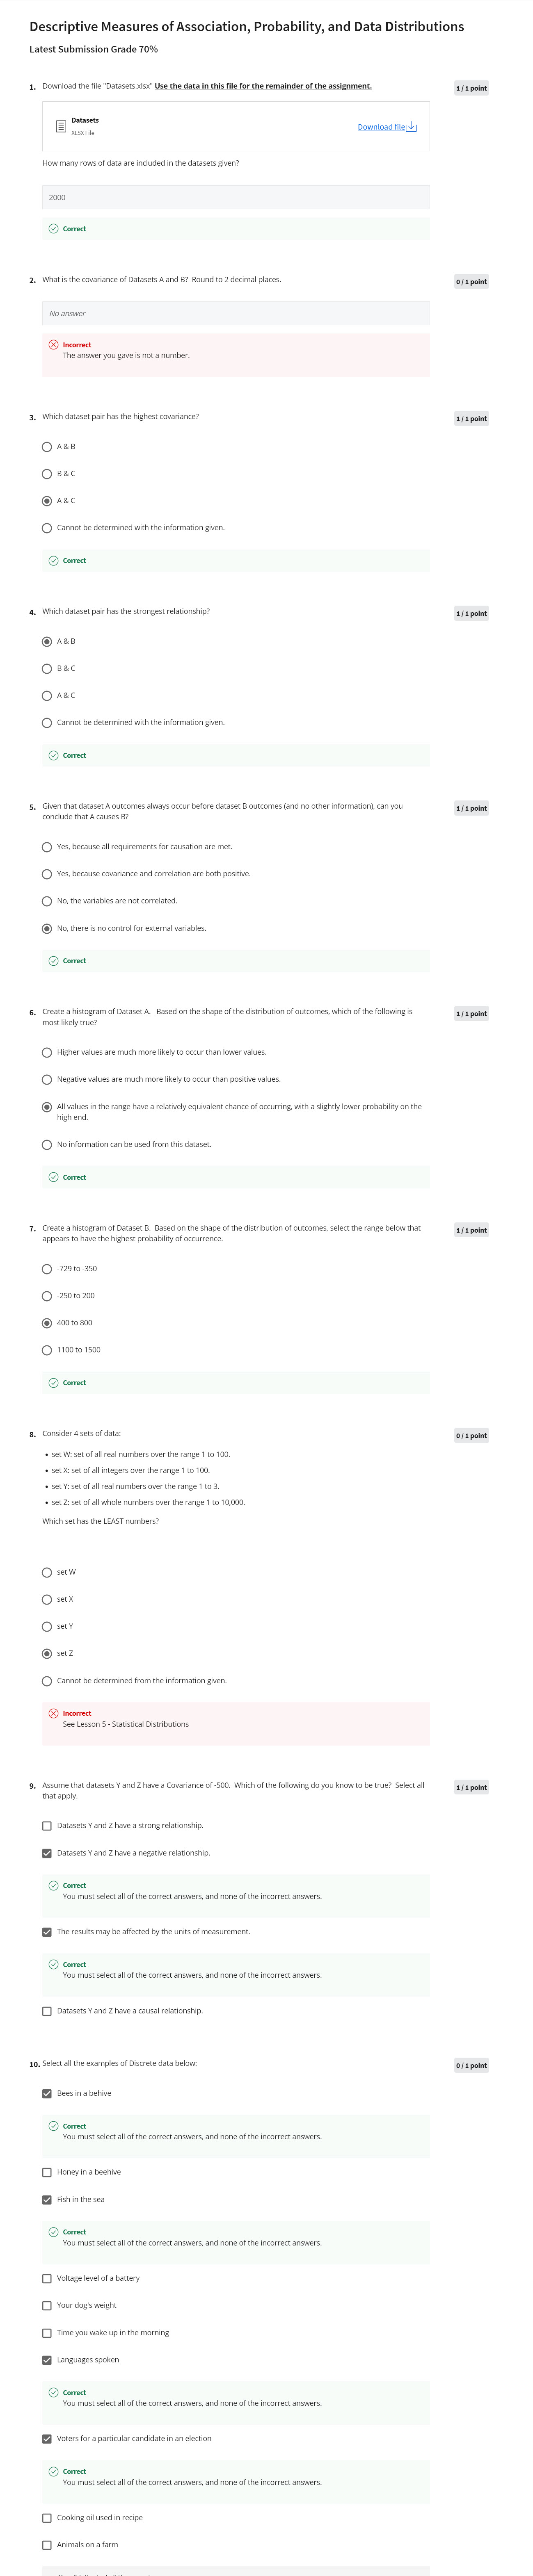 Descriptive Measures of Association, Probability, and Data Distributions
Latest Submission Grade 70%
1. Download the file "Datasets.xlsx" Use the data in this file for the remainder of the assignment.
1 / 1 point
Datasets
XLSX File
Download file
How many rows of data are included in the datasets given?
2000
Correct
2. What is the covariance of Datasets A and B? Round to 2 decimal places.
0 / 1 point
No answer
Incorrect
The answer you gave is not a number.
3. Which dataset pair has the highest covariance?
1 / 1 point
A & B
B & C
A & C
Cannot be determined with the information given.
Correct
4. Which dataset pair has the strongest relationship?
1 / 1 point
A & B
B & C
A & C
Cannot be determined with the information given.
Correct
5. Given that dataset A outcomes always occur before dataset B outcomes (and no other information), can you
conclude that A causes B?
1 / 1 point
Yes, because all requirements for causation are met.
Yes, because covariance and correlation are both positive.
No, the variables are not correlated.
No, there is no control for external variables.
Correct
6. Create a histogram of Dataset A. Based on the shape of the distribution of outcomes, which of the following is
most likely true?
1 / 1 point
Higher values are much more likely to occur than lower values.
Negative values are much more likely to occur than positive values.
All values in the range have a relatively equivalent chance of occurring, with a slightly lower probability on the
high end.
No information can be used from this dataset.
Correct
7. Create a histogram of Dataset B. Based on the shape of the distribution of outcomes, select the range below that
appears to have the highest probability of occurrence.
1 / 1 point
-729 to -350
-250 to 200
400 to 800
1100 to 1500
Correct
8. Consider 4 sets of data:
0 / 1 point
• set W: set of all real numbers over the range 1 to 100.
• set X: set of all integers over the range 1 to 100.
• set Y: set of all real numbers over the range 1 to 3.
• set Z: set of all whole numbers over the range 1 to 10,000.
Which set has the LEAST numbers?
set W
set X
set Y
set Z
Cannot be determined from the information given.
Incorrect
See Lesson 5 - Statistical Distributions
9. Assume that datasets Y and Z have a Covariance of -500. Which of the following do you know to be true? Select all
that apply.
1 / 1 point
Datasets Y and Z have a strong relationship.
Datasets Y and Z have a negative relationship.
Correct
You must select all of the correct answers, and none of the incorrect answers.
The results may be affected by the units of measurement.
Correct
You must select all of the correct answers, and none of the incorrect answers.
Datasets Y and Z have a causal relationship.
10. Select all the examples of Discrete data below:
0 / 1 point
Bees in a behive
Correct
You must select all of the correct answers, and none of the incorrect answers.
Honey in a beehive
Fish in the sea
Correct
You must select all of the correct answers, and none of the incorrect answers.
Voltage level of a battery
Your dog's weight
Time you wake up in the morning
Languages spoken
Correct
You must select all of the correct answers, and none of the incorrect answers.
Voters for a particular candidate in an election
Correct
You must select all of the correct answers, and none of the incorrect answers.
Cooking oil used in recipe
Animals on a farm